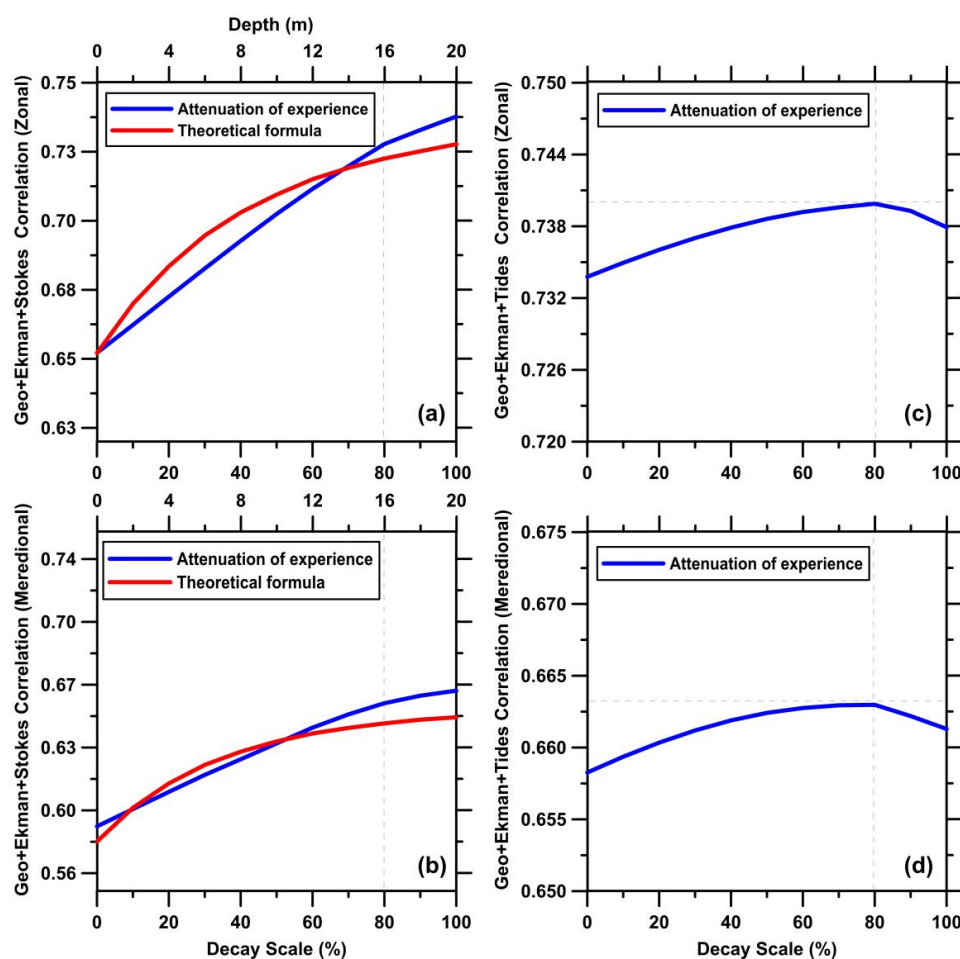 Depth (m)
0 4 8 12 16 20
Geo+Ekman+Stokes Correlation (Zonal)
0.75
0.73
0.70
0.68
0.65
0.63
Attenuation of experience
Theoretical formula
(a)
0 20 40 60 80 100
Geo+Ekman+Tides Correlation (Zonal)
0.750
0.744
0.738
0.732
0.726
0.720
Attenuation of experience
(c)
0 20 40 60 80 100
0 4 8 12 16 20
Geo+Ekman+Stokes Correlation (Meredional)
0.74
0.70
0.67
0.63
0.60
0.56
Attenuation of experience
Theoretical formula
(b)
0 20 40 60 80 100
Decay Scale (%)
Geo+Ekman+Tides Correlation (Meredional)
0.675
0.670
0.665
0.660
0.655
0.650
Attenuation of experience
(d)
0 20 40 60 80 100
Decay Scale (%)